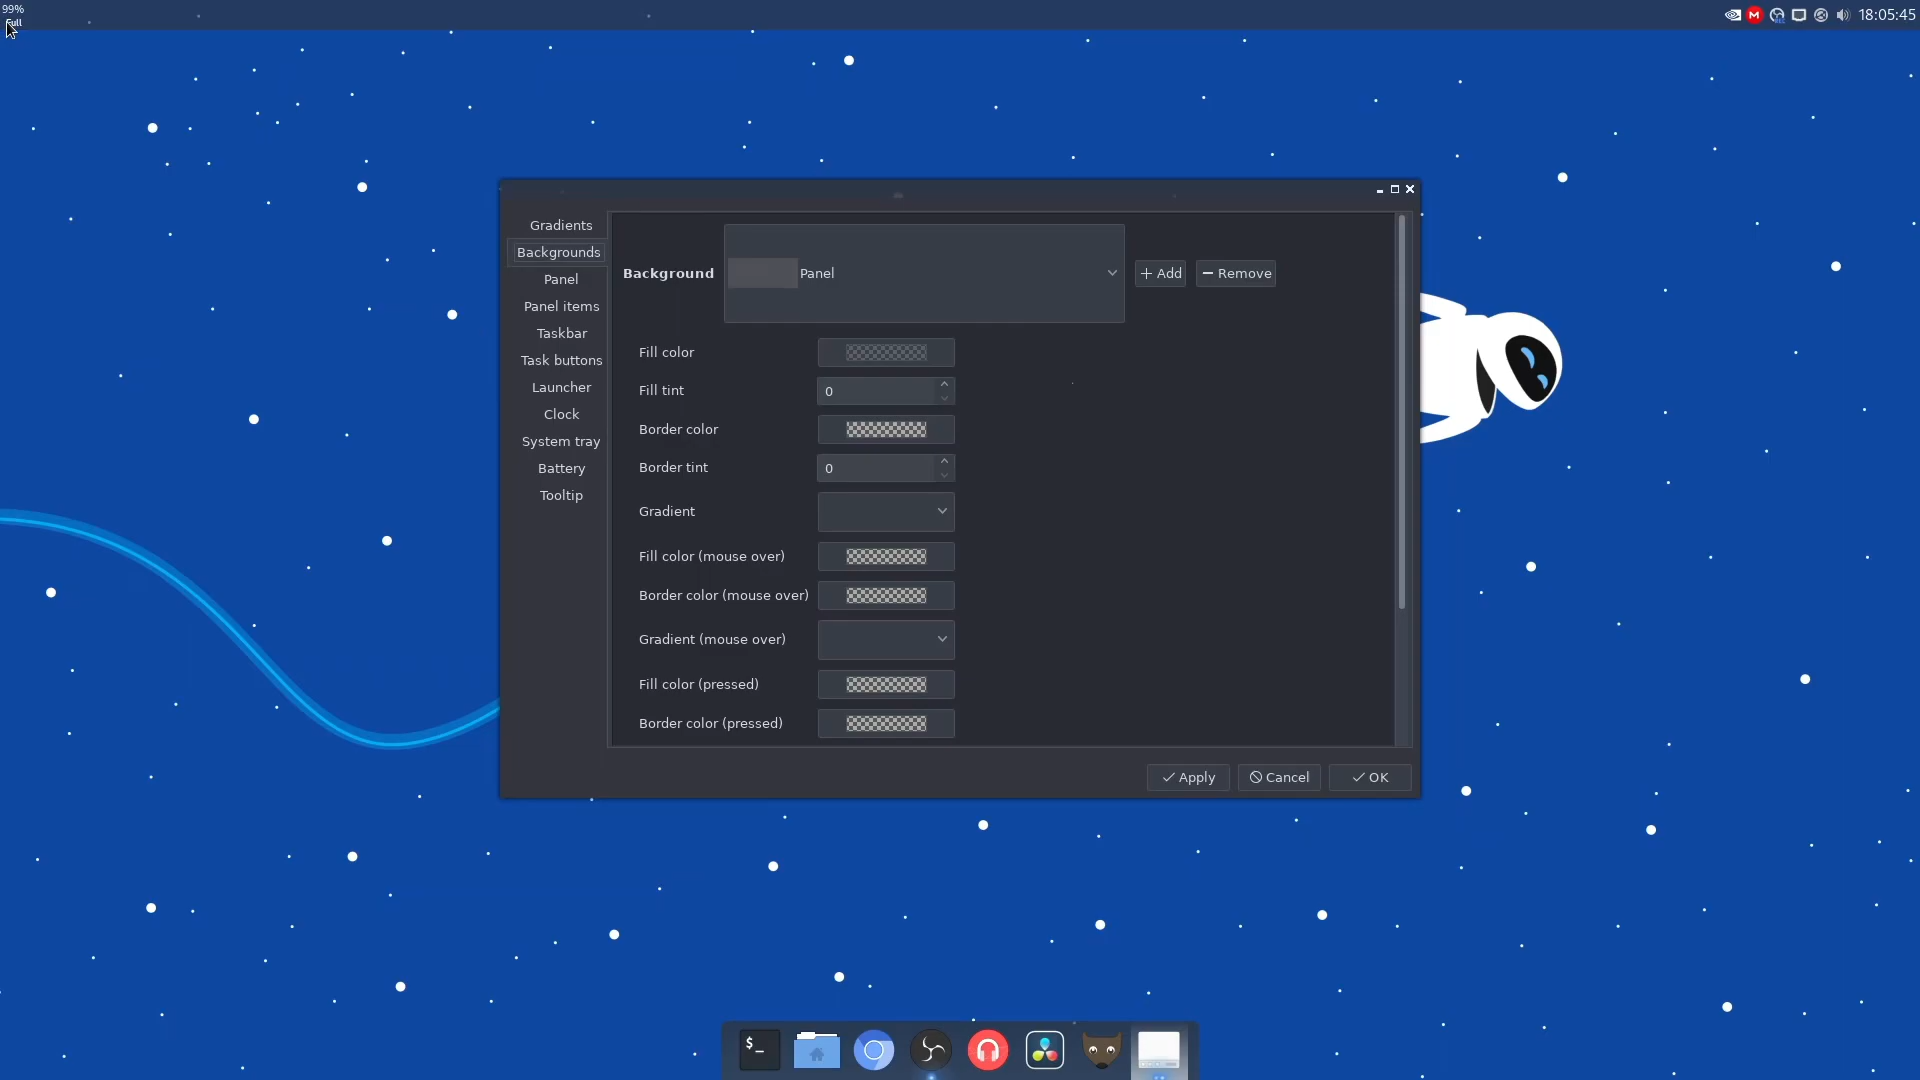 99%
Full
18:05:45
Gradients
Backgrounds
Panel
Panel items
Taskbar
Task buttons
Launcher
Clock
System tray
Battery
Tooltip
Background
Panel
Add
Remove
Fill color
Fill tint
0
Border color
Border tint
0
Gradient
Fill color (mouse over)
Border color (mouse over)
Gradient (mouse over)
Fill color (pressed)
Border color (pressed)
Apply
Cancel
OK
$_